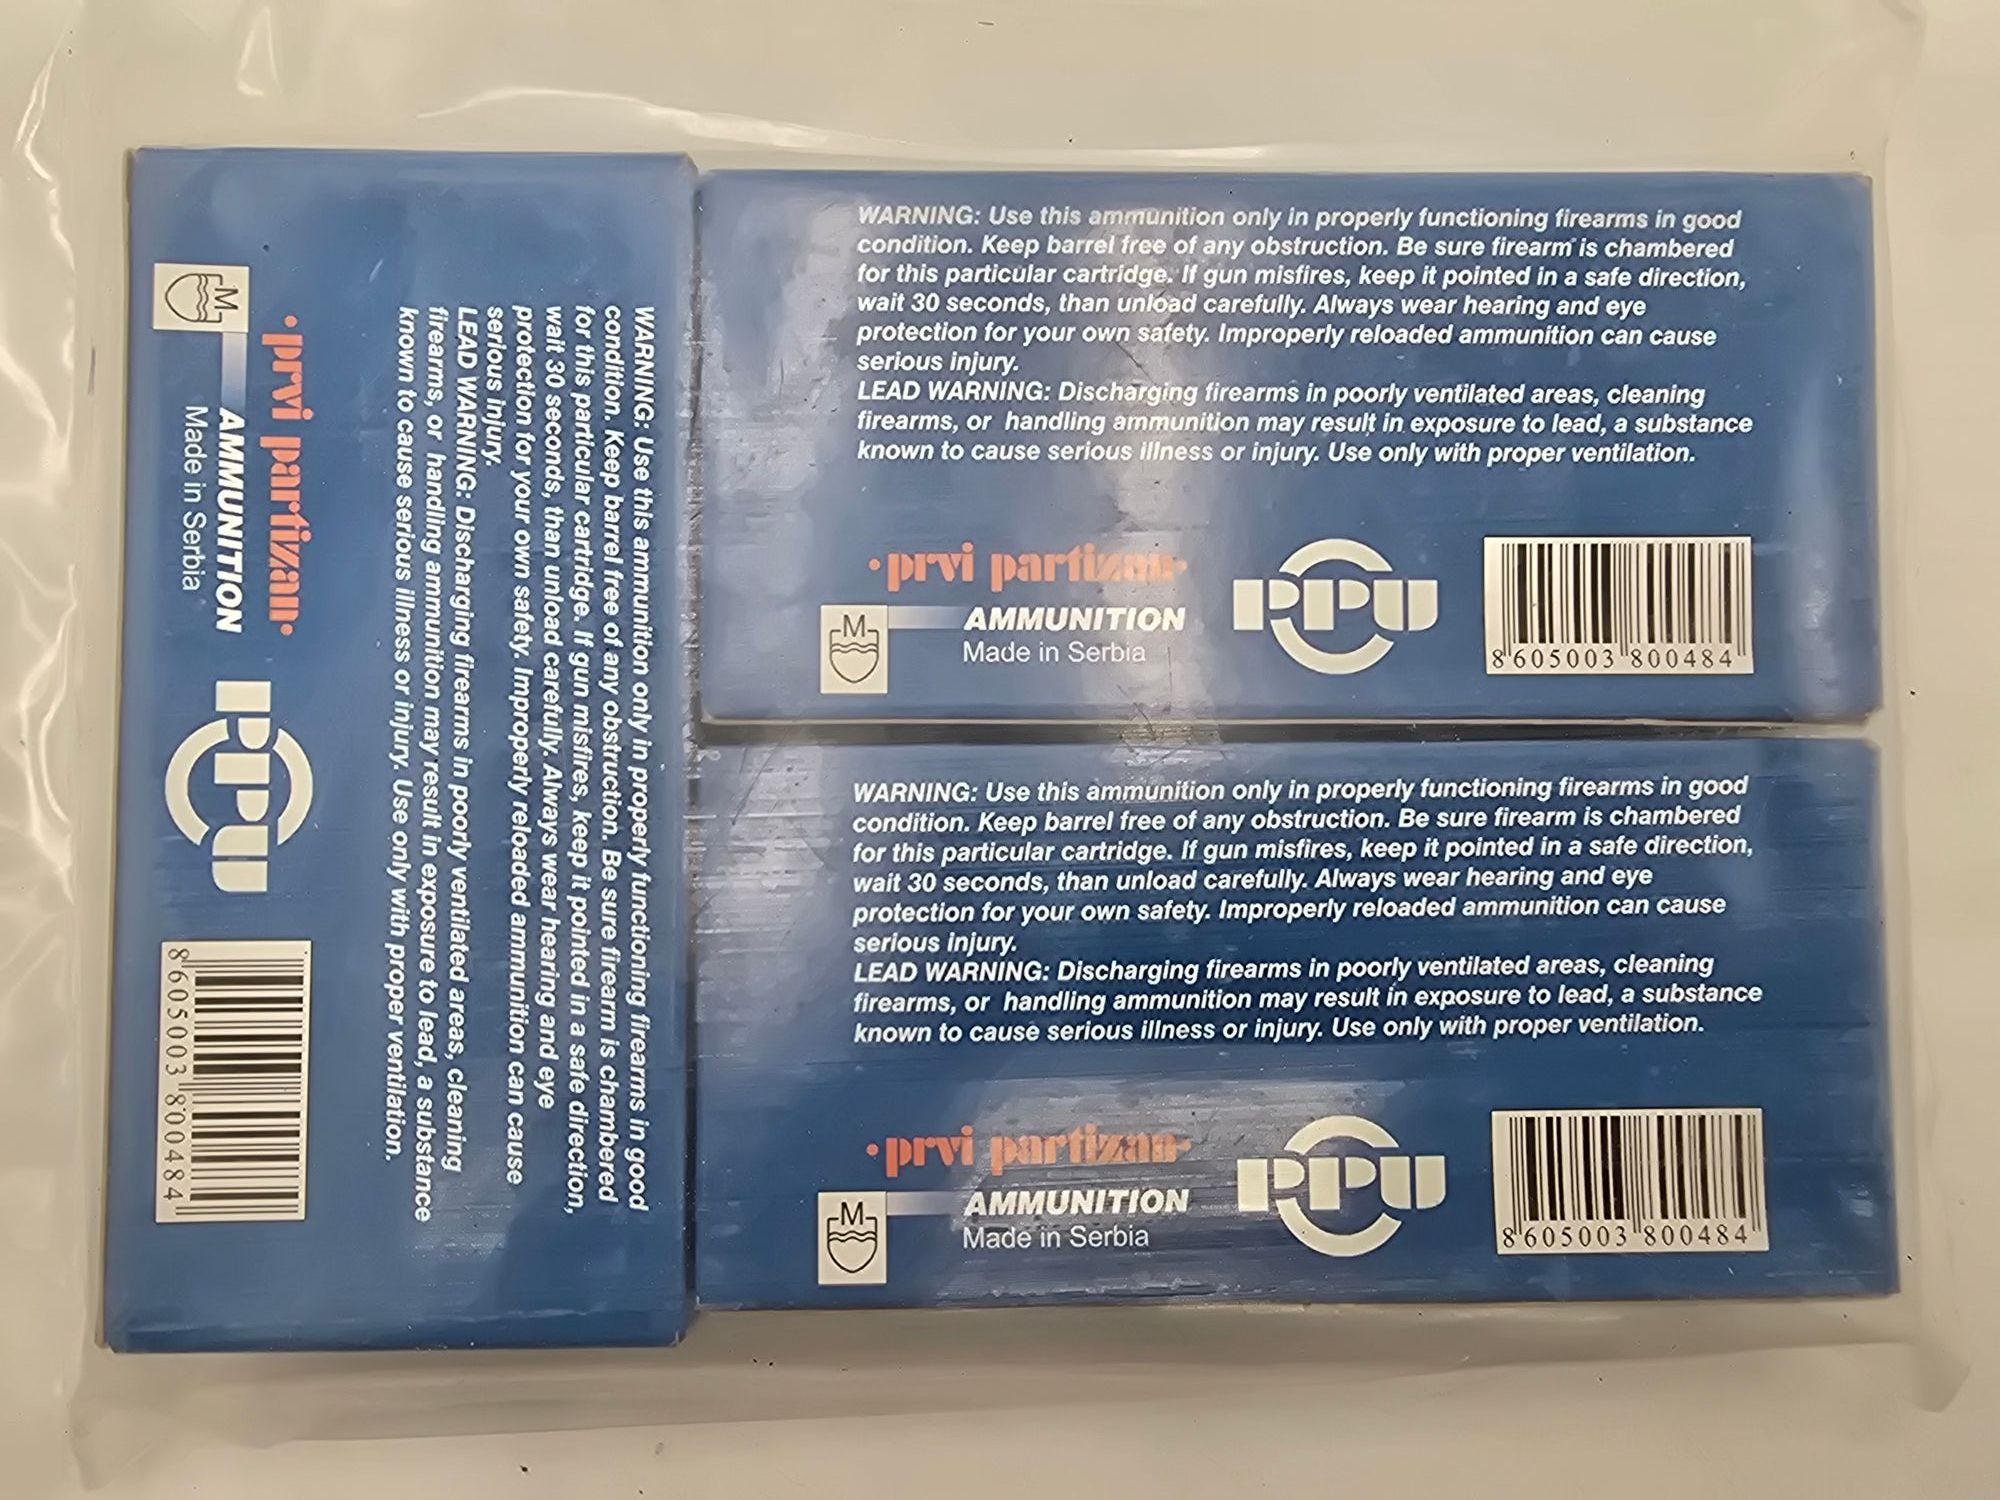 WARNING: Use this ammunition only in properly functioning firearms in good
condition. Keep barrel free of any obstruction. Be sure firearm is chambered
for this particular cartridge. If gun misfires, keep it pointed in a safe direction,
wait 30 seconds, than unload carefully. Always wear hearing and eye
protection for your own safety. Improperly reloaded ammunition can cause
serious injury.
LEAD WARNING: Discharging firearms in poorly ventilated areas, cleaning
firearms, or handling ammunition may result in exposure to lead, a substance
known to cause serious illness or injury. Use only with proper ventilation.
·prvi partizan·
M
AMMUNITION
Made in Serbia
PPU
8605003 800484
WARNING: Use this ammunition only in properly functioning firearms in good
condition. Keep barrel free of any obstruction. Be sure firearm is chambered
for this particular cartridge. If gun misfires, keep it pointed in a safe direction,
wait 30 seconds, than unload carefully. Always wear hearing and eye
protection for your own safety. Improperly reloaded ammunition can cause
serious injury.
LEAD WARNING: Discharging firearms in poorly ventilated areas, cleaning
firearms, or handling ammunition may result in exposure to lead, a substance
known to cause serious illness or injury. Use only with proper ventilation.
·prvi partizan·
M
AMMUNITION
Made in Serbia
PPU
8605003 800484
WARNING: Use this ammunition only in properly functioning firearms in good
condition. Keep barrel free of any obstruction. Be sure firearm is chambered
for this particular cartridge. If gun misfires, keep it pointed in a safe direction,
wait 30 seconds, than unload carefully. Always wear hearing and eye
protection for your own safety. Improperly reloaded ammunition can cause
serious injury.
LEAD WARNING: Discharging firearms in poorly ventilated areas, cleaning
firearms, or handling ammunition may result in exposure to lead, a substance
known to cause serious illness or injury. Use only with proper ventilation.
·prvi partizan·
M
AMMUNITION
Made in Serbia
PPU
8605003 800484